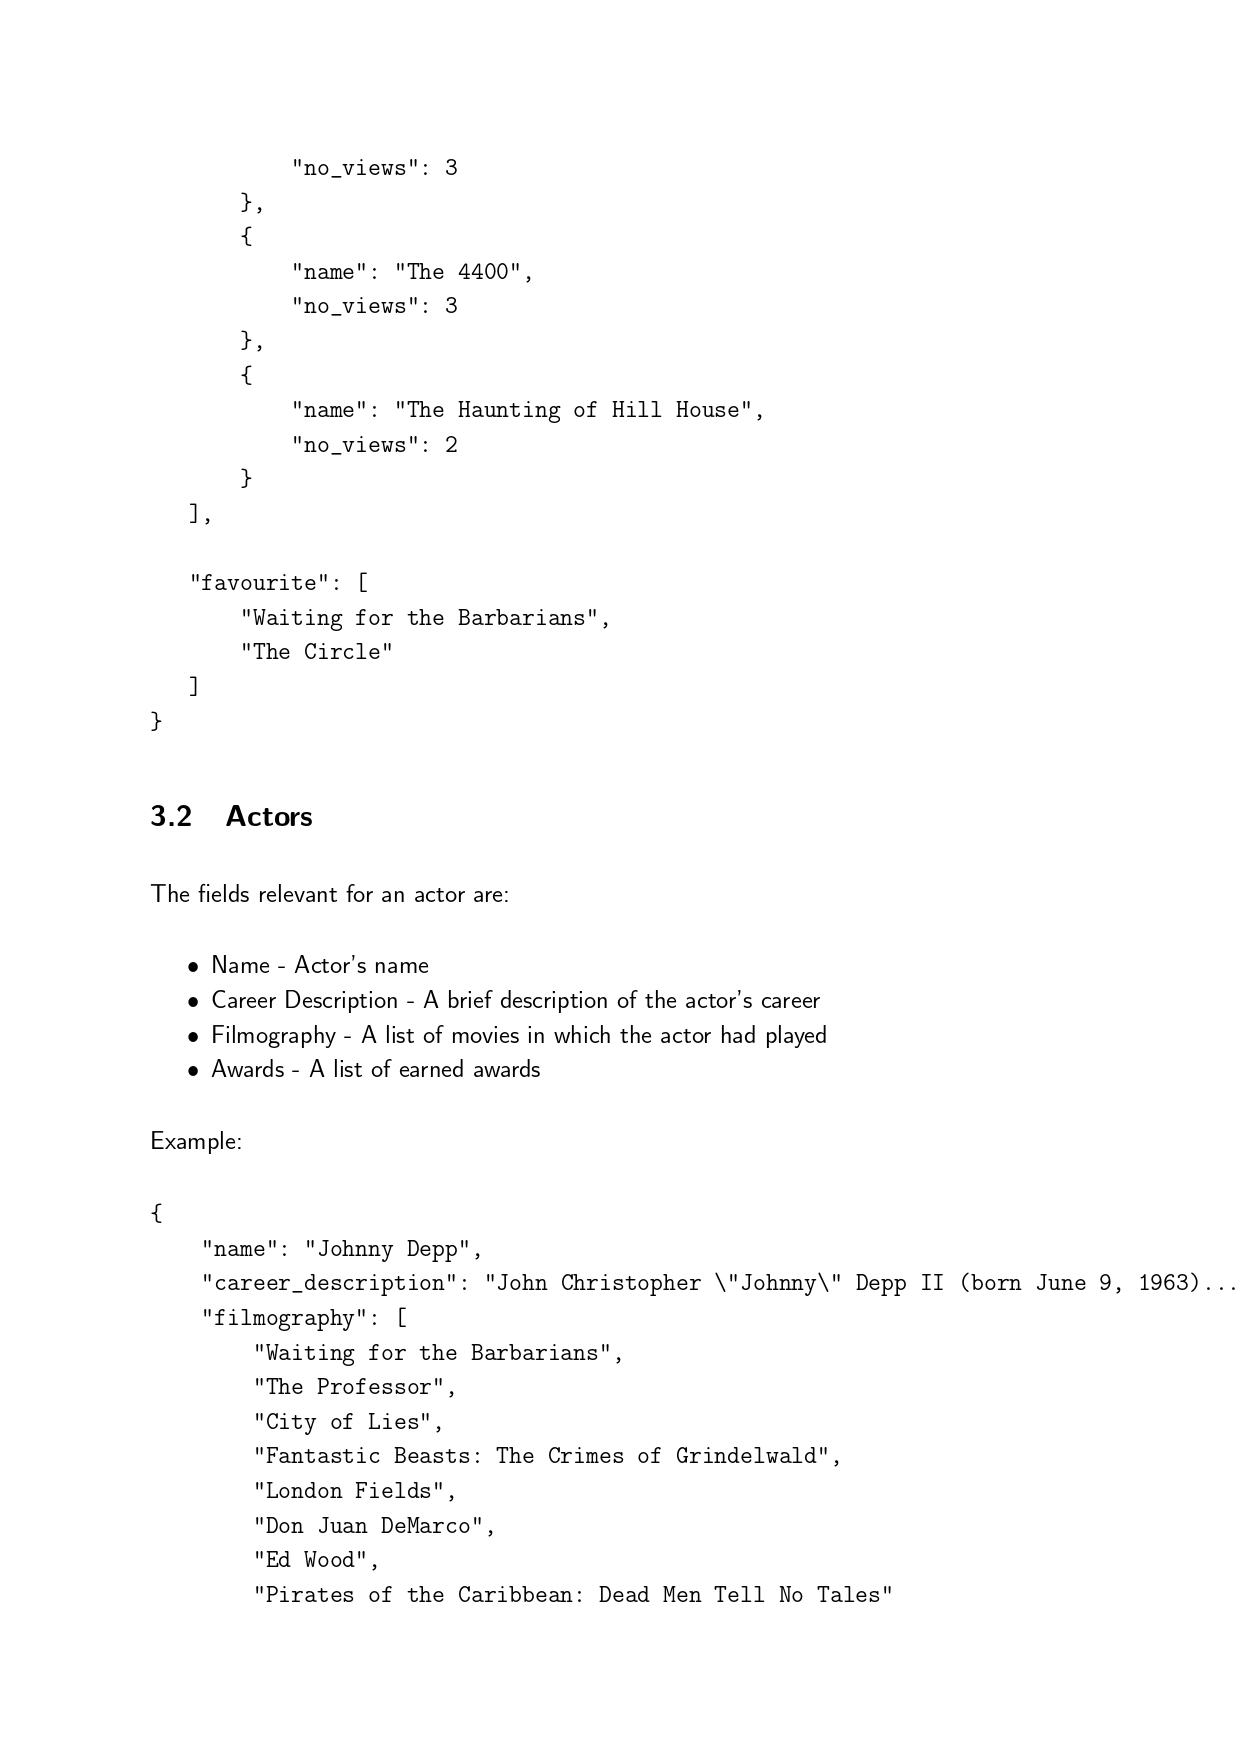 "no_views": 3
},
{
"name": "The 4400",
"no_views": 3
},
{
"name": "The Haunting of Hill House",
"no_views": 2
}
],
"favourite": [
"Waiting for the Barbarians",
"The Circle"
]
}
3.2 Actors
The fields relevant for an actor are:
• Name - Actor's name
• Career Description - A brief description of the actor's career
• Filmography - A list of movies in which the actor had played
• Awards - A list of earned awards
Example:
{
"name": "Johnny Depp",
"career_description": "John Christopher \"Johnny\" Depp II (born June 9, 1963)...
"filmography": [
"Waiting for the Barbarians",
"The Professor",
"City of Lies",
"Fantastic Beasts: The Crimes of Grindelwald",
"London Fields",
"Don Juan DeMarco",
"Ed Wood",
"Pirates of the Caribbean: Dead Men Tell No Tales"